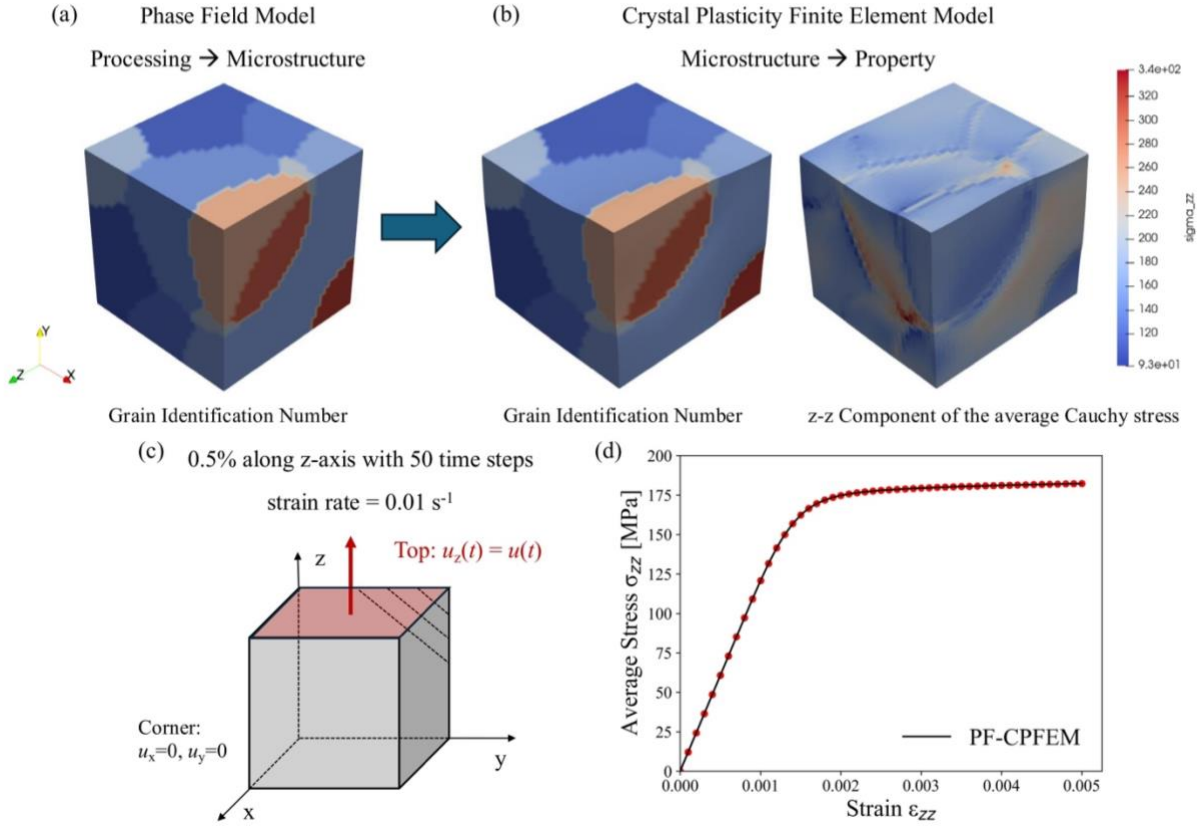 (a) Phase Field Model
Processing → Microstructure
Grain Identification Number
(b) Crystal Plasticity Finite Element Model
Microstructure → Property
Grain Identification Number
z-z Component of the average Cauchy stress
3.4e+02
320
300
280
260
240
220
200
180
160
140
120
9.3e+01
sigma_zz
Y
Z
X
(c) 0.5% along z-axis with 50 time steps
strain rate = 0.01 s⁻¹
z
Top: u_z(t) = u(t)
Corner:
uₓ=0, u_y=0
y
x
(d)
200
175
150
125
100
75
50
25
0
0.000 0.001 0.002 0.003 0.004 0.005
Average Stress σ_zz [MPa]
Strain ε_zz
PF-CPFEM